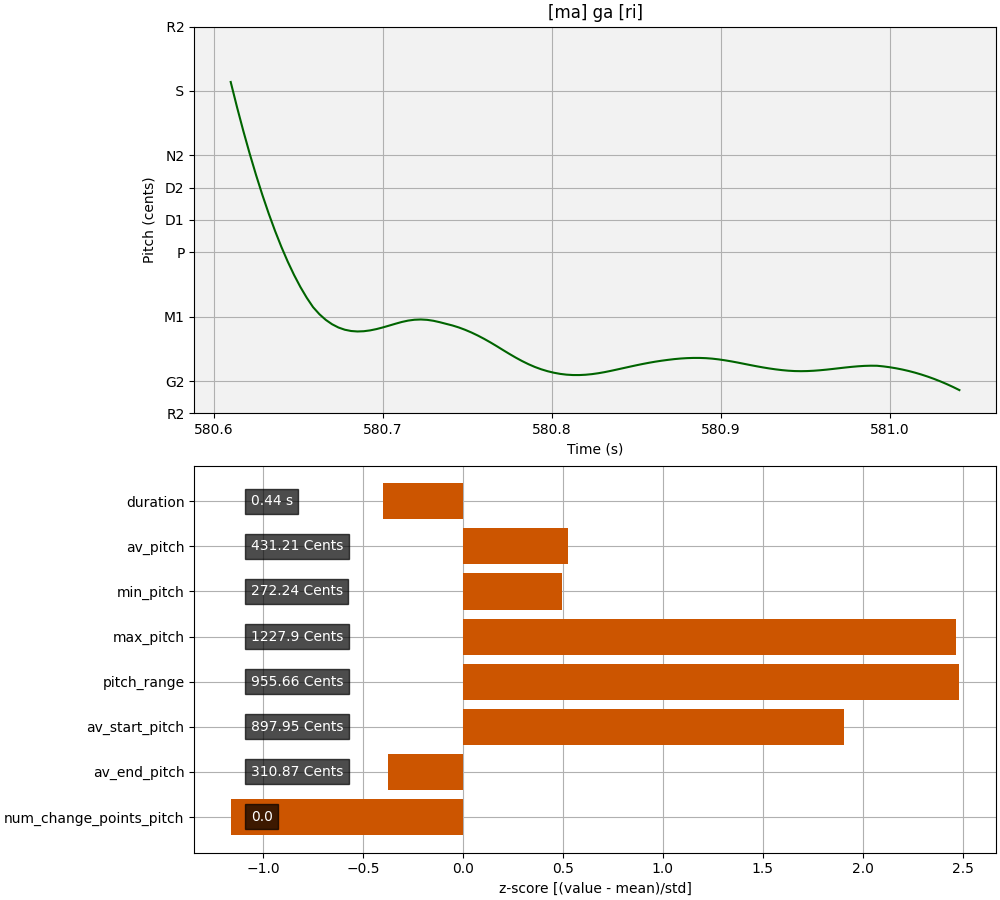 [ma] ga [ri]
R2
S
N2
D2
D1
P
M1
G2
R2
Pitch (cents)
580.6 580.7 580.8 580.9 581.0
Time (s)
duration 0.44 s
av_pitch 431.21 Cents
min_pitch 272.24 Cents
max_pitch 1227.9 Cents
pitch_range 955.66 Cents
av_start_pitch 897.95 Cents
av_end_pitch 310.87 Cents
num_change_points_pitch 0.0
−1.0 −0.5 0.0 0.5 1.0 1.5 2.0 2.5
z-score [(value - mean)/std]